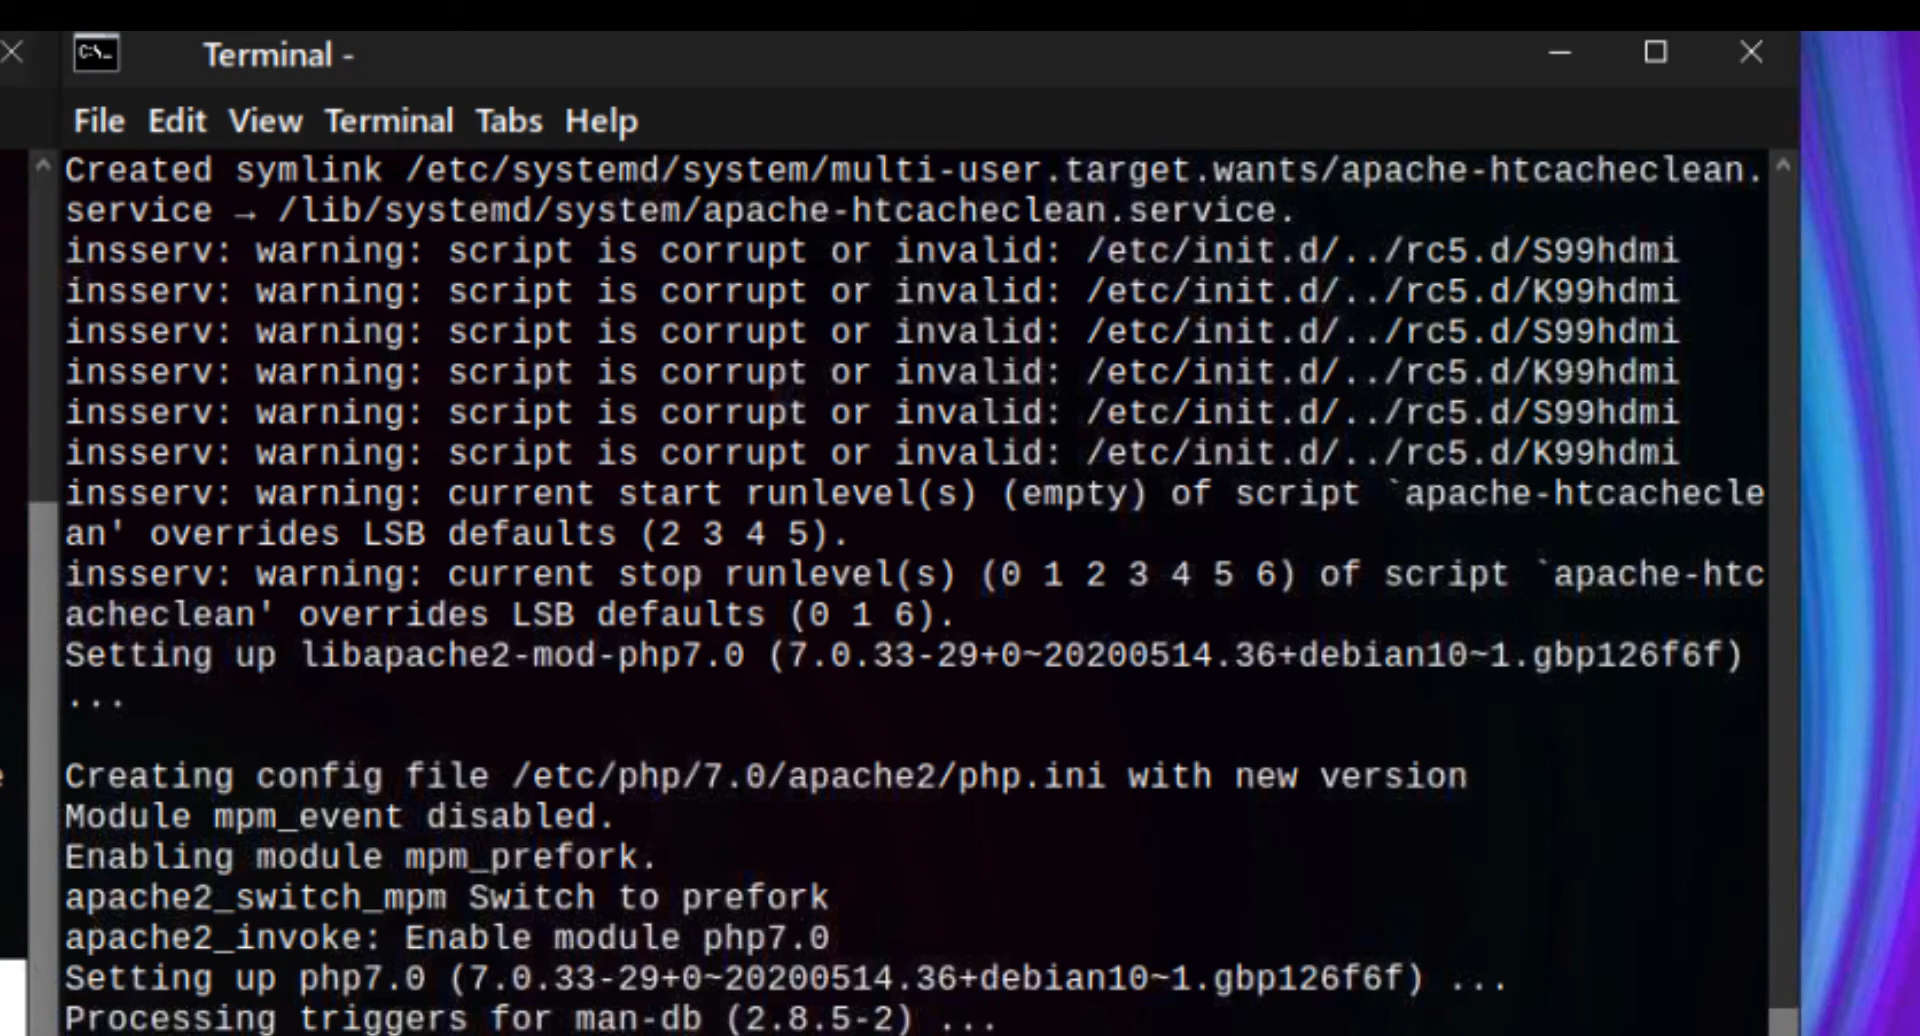 C:\_
Terminal -
File Edit View Terminal Tabs Help
Created symlink /etc/systemd/system/multi-user.target.wants/apache-htcacheclean.
service → /lib/systemd/system/apache-htcacheclean.service.
insserv: warning: script is corrupt or invalid: /etc/init.d/../rc5.d/S99hdmi
insserv: warning: script is corrupt or invalid: /etc/init.d/../rc5.d/K99hdmi
insserv: warning: script is corrupt or invalid: /etc/init.d/../rc5.d/S99hdmi
insserv: warning: script is corrupt or invalid: /etc/init.d/../rc5.d/K99hdmi
insserv: warning: script is corrupt or invalid: /etc/init.d/../rc5.d/S99hdmi
insserv: warning: script is corrupt or invalid: /etc/init.d/../rc5.d/K99hdmi
insserv: warning: current start runlevel(s) (empty) of script `apache-htcachecle
an' overrides LSB defaults (2 3 4 5).
insserv: warning: current stop runlevel(s) (0 1 2 3 4 5 6) of script `apache-htc
acheclean' overrides LSB defaults (0 1 6).
Setting up libapache2-mod-php7.0 (7.0.33-29+0~20200514.36+debian10~1.gbp126f6f)
...
Creating config file /etc/php/7.0/apache2/php.ini with new version
Module mpm_event disabled.
Enabling module mpm_prefork.
apache2_switch_mpm Switch to prefork
apache2_invoke: Enable module php7.0
Setting up php7.0 (7.0.33-29+0~20200514.36+debian10~1.gbp126f6f) ...
Processing triggers for man-db (2.8.5-2) ...